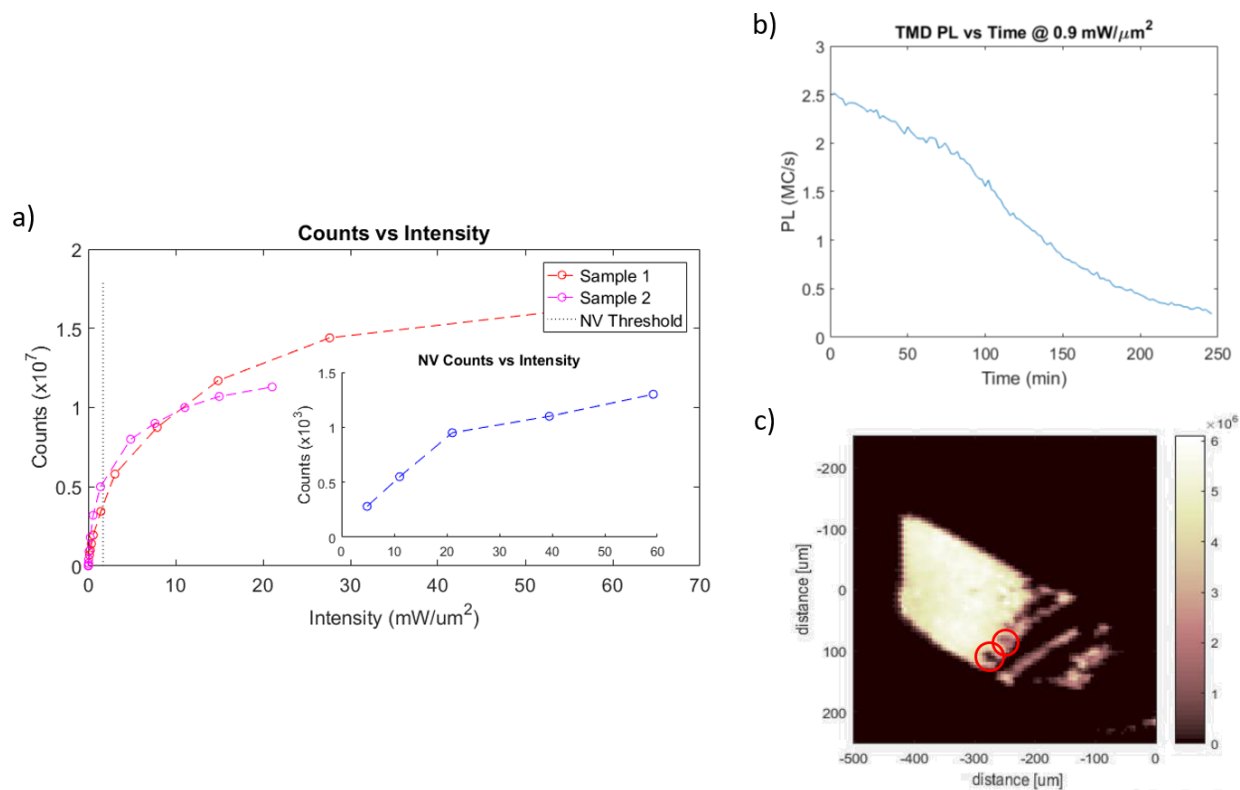 a)
Counts vs Intensity
Counts (x10⁷)
2
1.5
1
0.5
0
0 10 20 30 40 50 60 70
Intensity (mW/um²)
Sample 1
Sample 2
NV Threshold
NV Counts vs Intensity
Counts (x10³)
1.5
1
0.5
0
0 10 20 30 40 50 60
b)
TMD PL vs Time @ 0.9 mW/μm²
PL (MC/s)
3
2.5
2
1.5
1
0.5
0
0 50 100 150 200 250
Time (min)
c)
distance [um]
-200
-100
0
100
200
-500 -400 -300 -200 -100 0
distance [um]
×10⁶
6
5
4
3
2
1
0